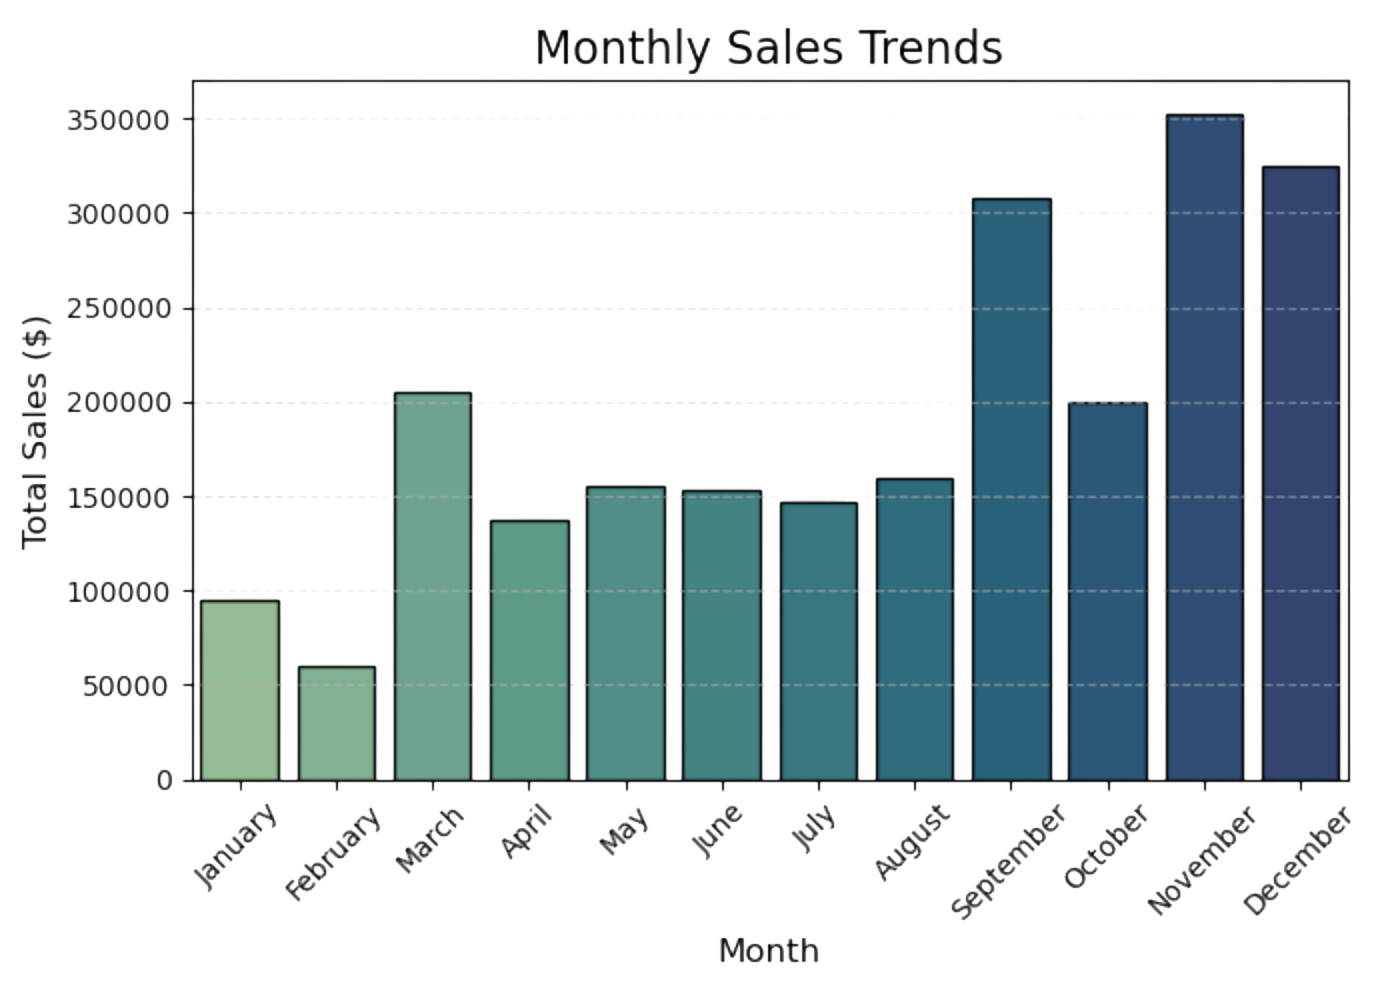 Monthly Sales Trends
Total Sales ($)
350000
300000
250000
200000
150000
100000
50000
0
January
February
March
April
May
June
July
August
September
October
November
December
Month